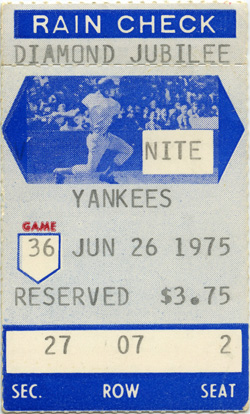 RAIN CHECK
DIAMOND JUBILEE
NITE
YANKEES
GAME
36 JUN 26 1975
RESERVED $3.75
27 07 2
SEC. ROW SEAT